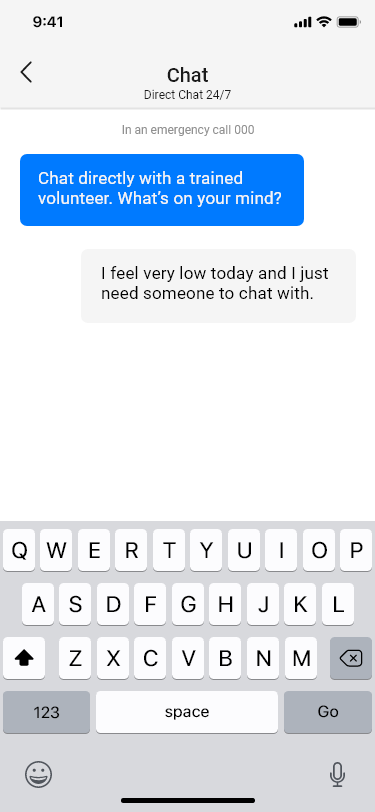 9:41
Chat
Direct Chat 24/7
In an emergency call 000
Chat directly with a trained
volunteer. What’s on your mind?
I feel very low today and I just
need someone to chat with.
Q W E R T Y U I O P
A S D F G H J K L
Z X C V B N M
123 space Go